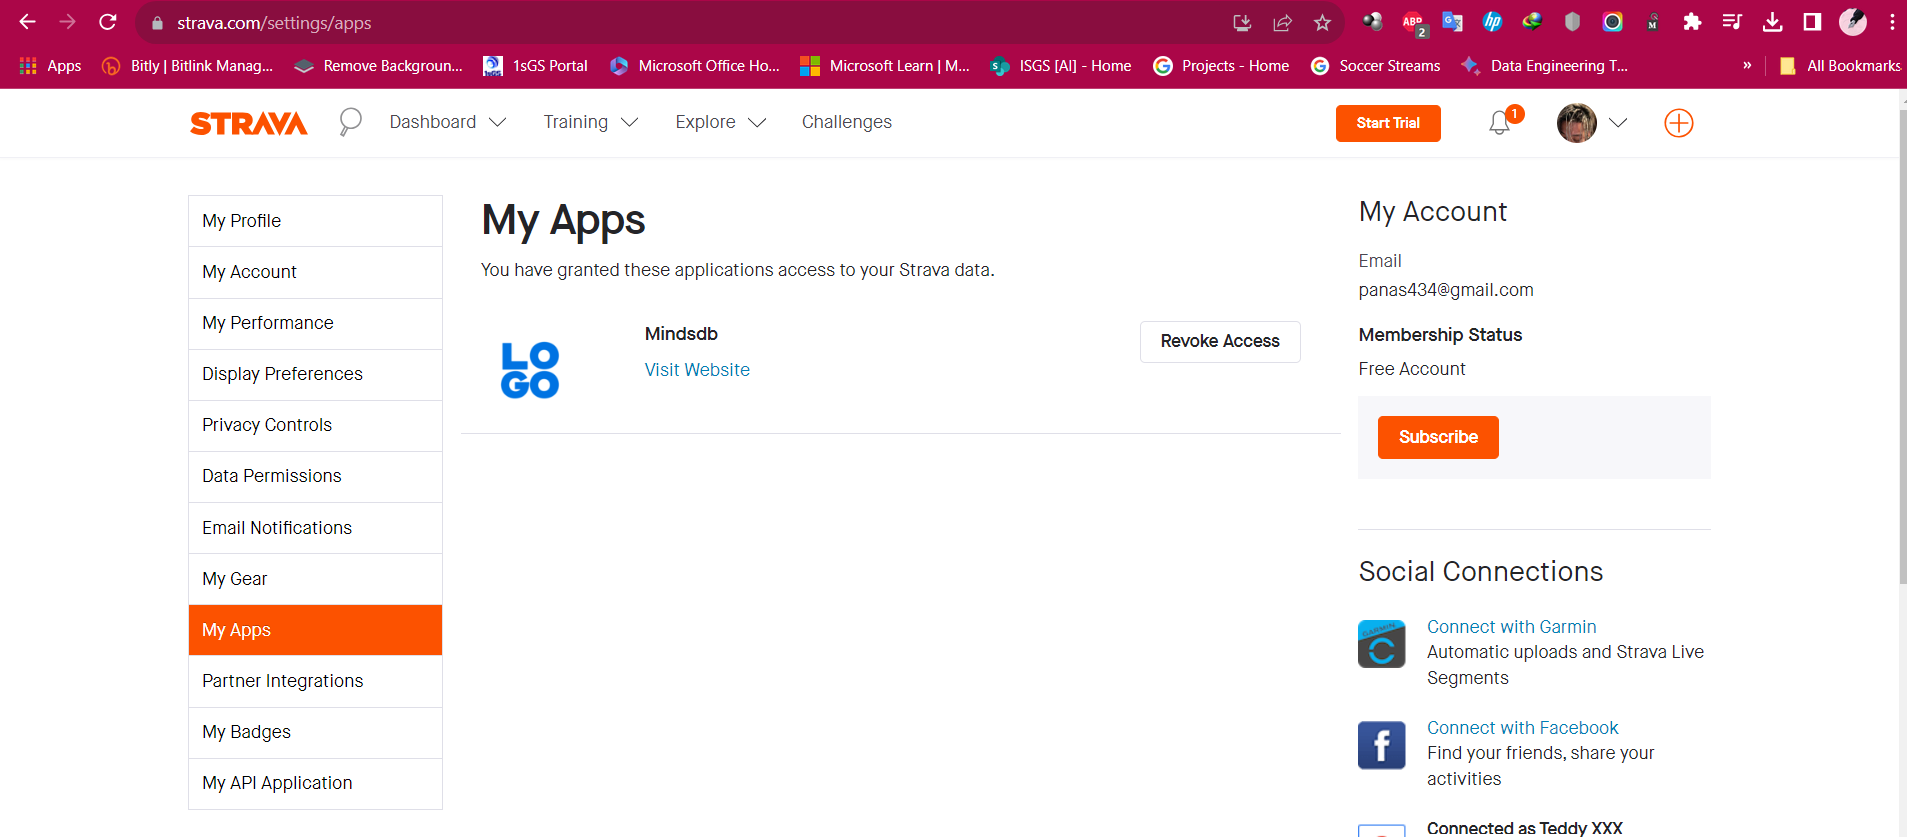 strava.com/settings/apps
ABP
2
G
hp
M
Apps
Bitly | Bitlink Manag...
Remove Backgroun...
1sGS Portal
Microsoft Office Ho...
Microsoft Learn | M...
ISGS [AI] - Home
Projects - Home
Soccer Streams
Data Engineering T...
»
All Bookmarks
STRAVA
Dashboard
Training
Explore
Challenges
Start Trial
1
My Profile
My Account
My Performance
Display Preferences
Privacy Controls
Data Permissions
Email Notifications
My Gear
My Apps
Partner Integrations
My Badges
My API Application
My Apps
You have granted these applications access to your Strava data.
LO
GO
Mindsdb
Visit Website
Revoke Access
My Account
Email
panas434@gmail.com
Membership Status
Free Account
Subscribe
Social Connections
GARMIN
Connect with Garmin
Automatic uploads and Strava Live
Segments
f
Connect with Facebook
Find your friends, share your
activities
Connected as Teddy XXX